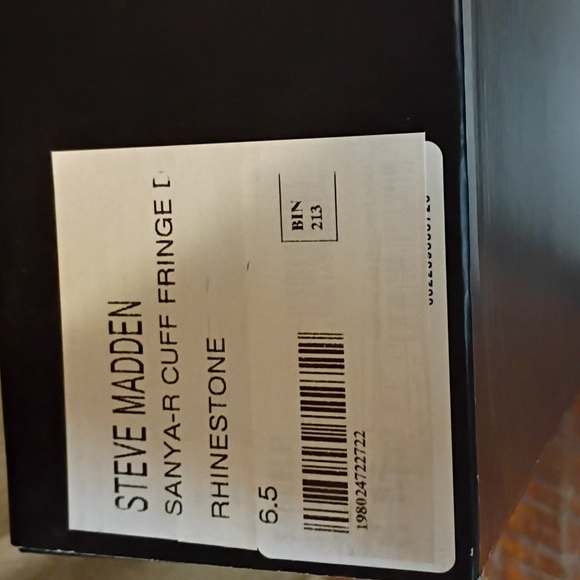 STEVE MADDEN
SANYA-R CUFF FRINGE D
RHINESTONE
6.5
BIN
213
198024722722